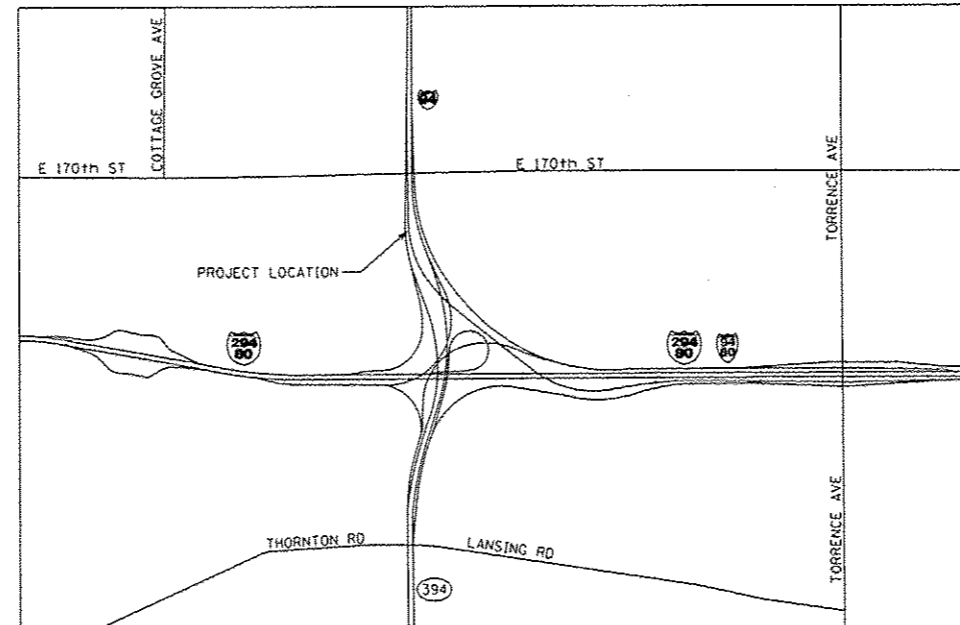 COTTAGE GROVE AVE
94
E 170th ST
E 170th ST
TORRENCE AVE
PROJECT LOCATION
294
80
294
80
94
80
THORNTON RD
LANSING RD
TORRENCE AVE
394